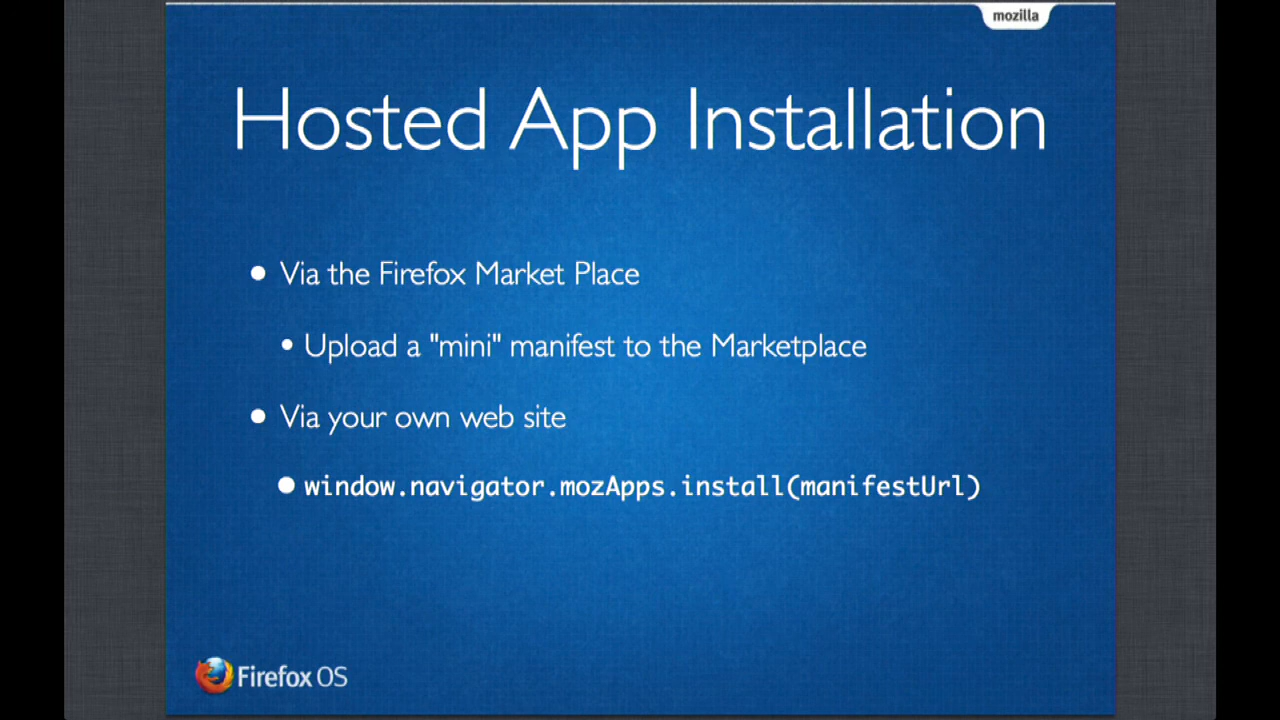 mozilla
Hosted App Installation
• Via the Firefox Market Place
• Upload a "mini" manifest to the Marketplace
• Via your own web site
• window.navigator.mozApps.install(manifestUrl)
Firefox OS